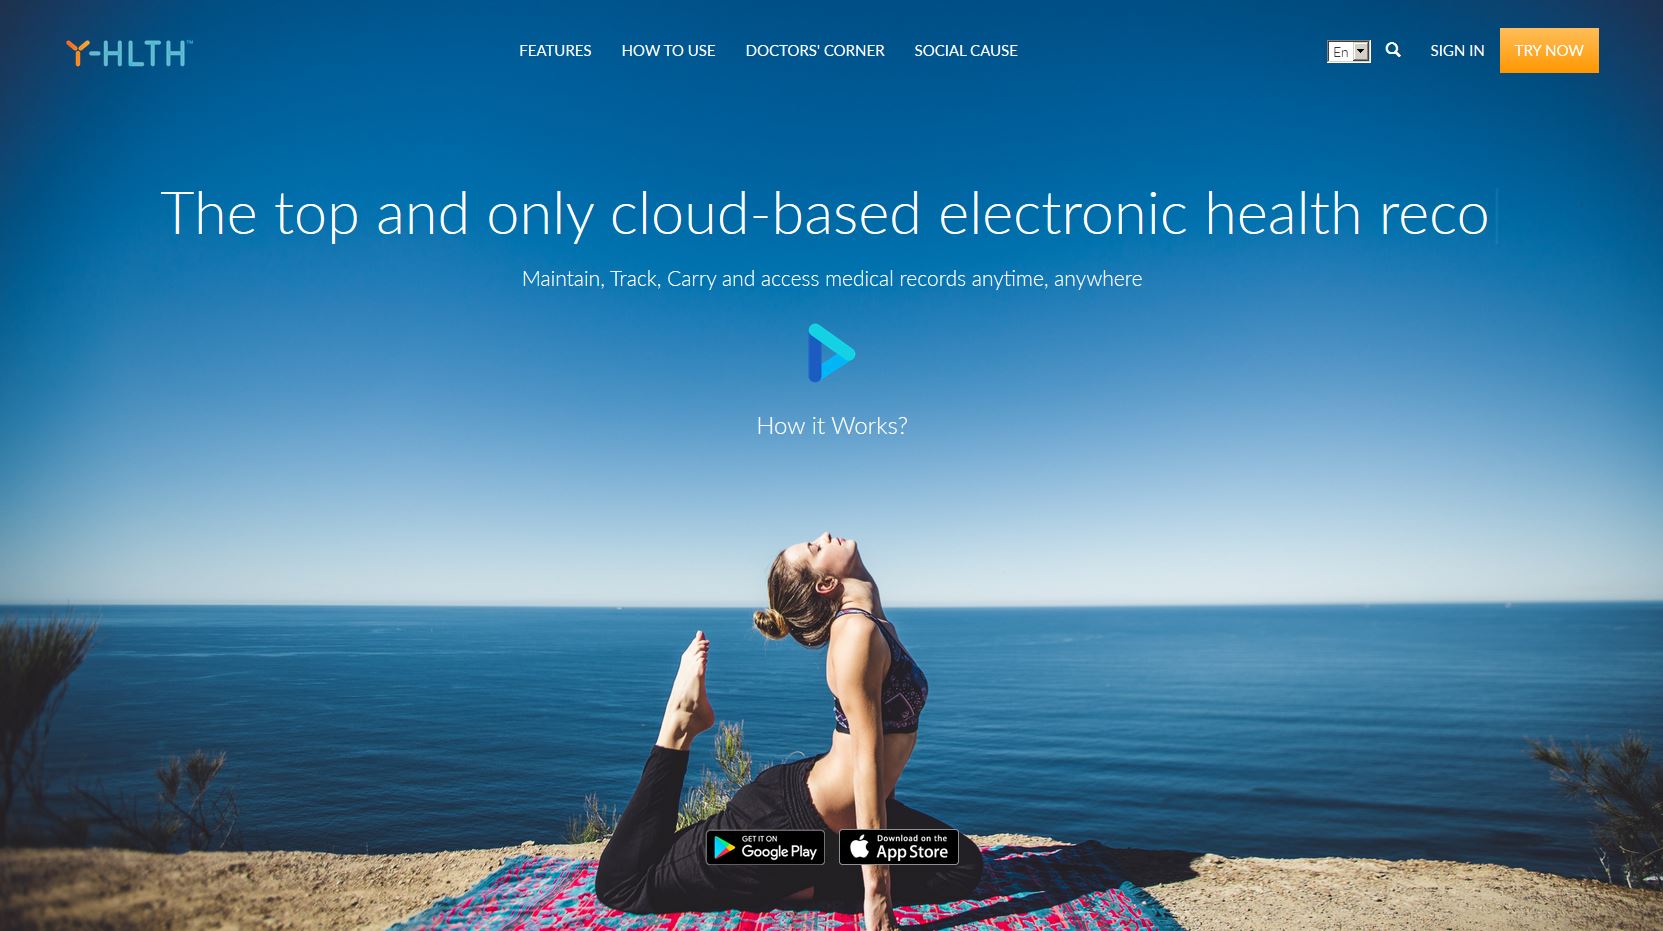 Y-HLTH™
FEATURES HOW TO USE DOCTORS' CORNER SOCIAL CAUSE
En
SIGN IN
TRY NOW
The top and only cloud-based electronic health reco
Maintain, Track, Carry and access medical records anytime, anywhere
How it Works?
GET IT ON
Google Play
Download on the
App Store